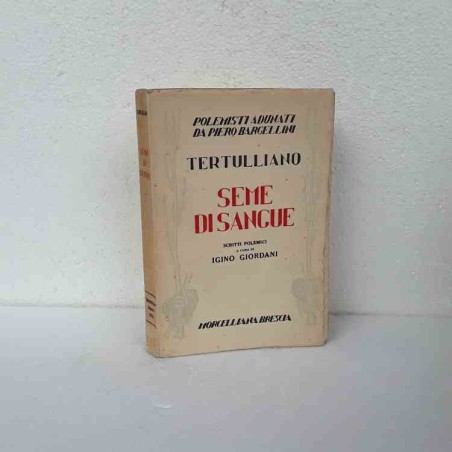 POLEMISTI ADUNATI
DA PIERO BARGELLINI
TERTULLIANO
SEME
DI SANGUE
SCRITTI POLEMICI
A CURA DI
IGINO GIORDANI
MORCELLIANA BRESCIA